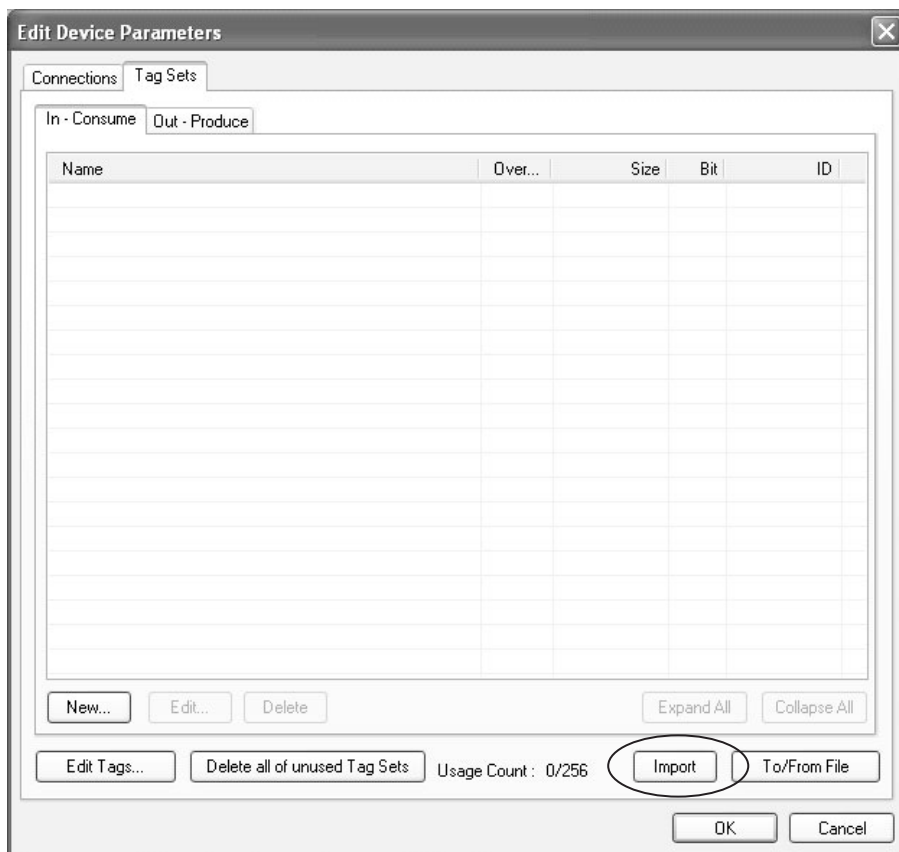 Edit Device Parameters
Connections Tag Sets
In - Consume Out - Produce
Name Over... Size Bit ID
New... Edit... Delete Expand All Collapse All
Edit Tags... Delete all of unused Tag Sets Usage Count : 0/256 Import To/From File
OK Cancel